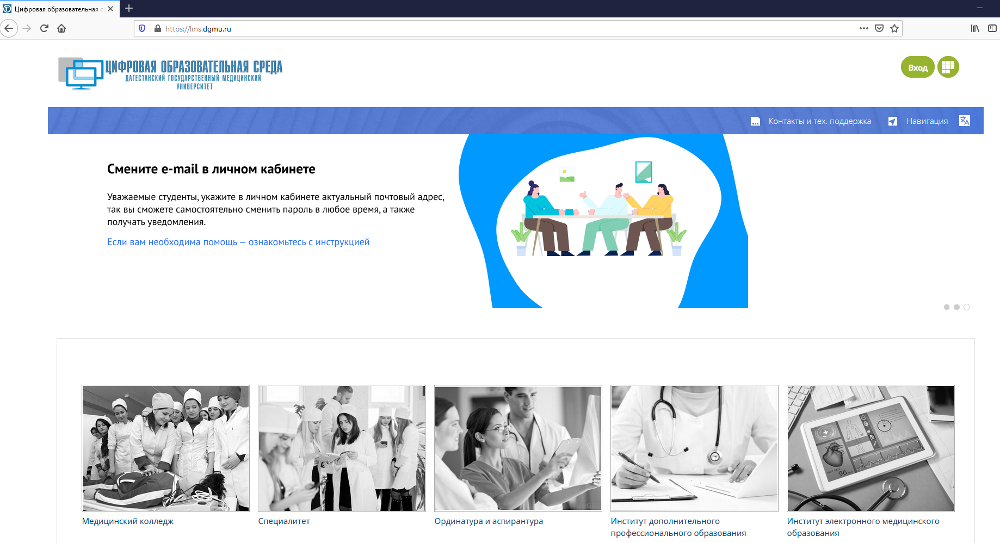 Цифровая образовательная с
https://lms.dgmu.ru
ЦИФРОВАЯ ОБРАЗОВАТЕЛЬНАЯ СРЕДА
ДАГЕСТАНСКИЙ ГОСУДАРСТВЕННЫЙ МЕДИЦИНСКИЙ
УНИВЕРСИТЕТ
Вход
Контакты и тех. поддержка
Навигация
Смените e-mail в личном кабинете
Уважаемые студенты, укажите в личном кабинете актуальный почтовый адрес,
так вы сможете самостоятельно сменить пароль в любое время, а также
получать уведомления.
Если вам необходима помощь — ознакомьтесь с инструкцией
96
Медицинский колледж
Специалитет
Ординатура и аспирантура
Институт дополнительного
профессионального образования
Институт электронного медицинского
образования